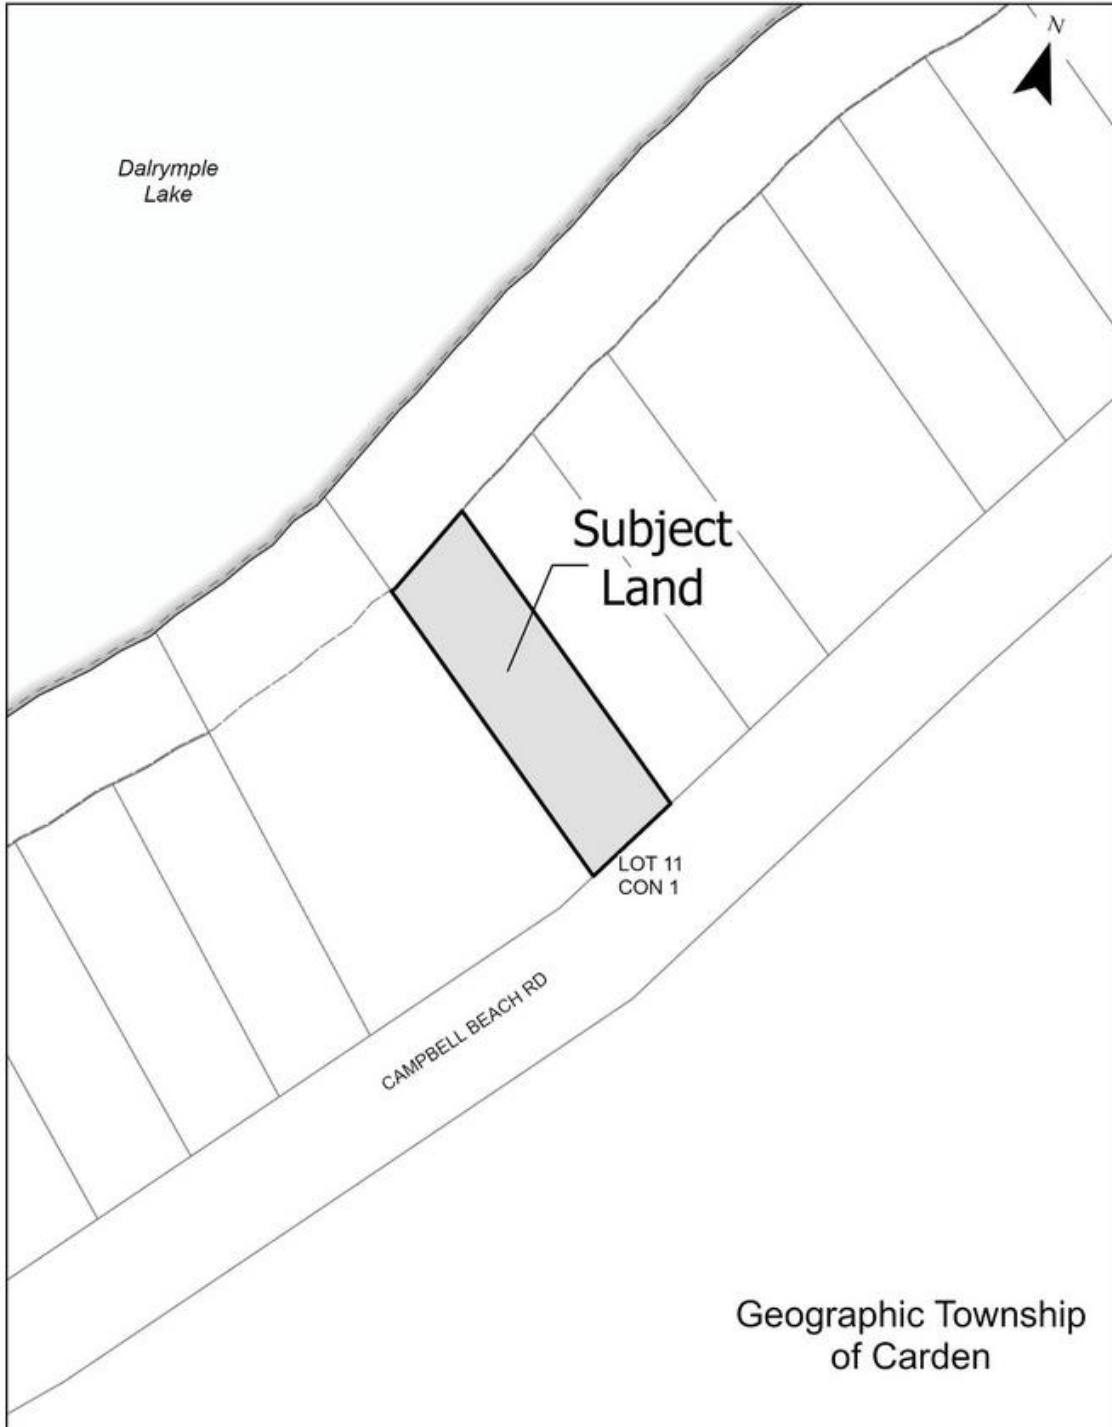 N
Dalrymple
Lake
Subject
Land
LOT 11
CON 1
CAMPBELL BEACH RD
Geographic Township
of Carden